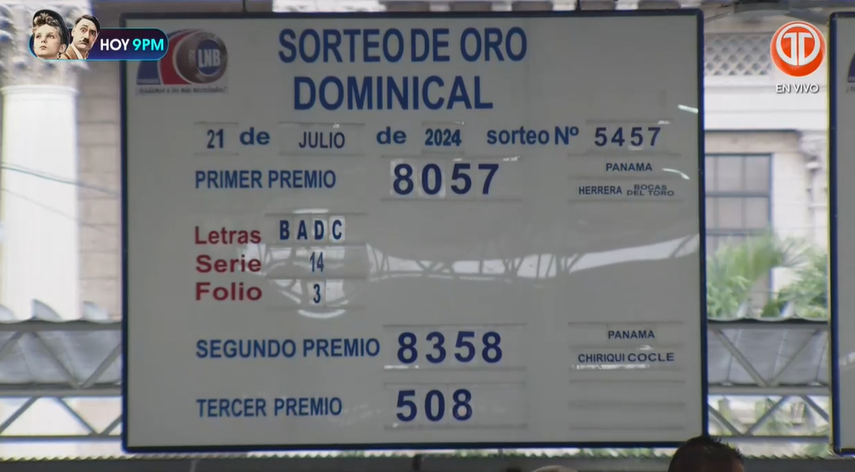 HOY 9PM
LNB
EN VIVO
SORTEO DE ORO
DOMINICAL
21 de JULIO de 2024 sorteo Nº 5457
PRIMER PREMIO 8057 PANAMA
HERRERA BOCAS DEL TORO
Letras BADC
Serie 14
Folio 3
SEGUNDO PREMIO 8358 PANAMA
CHIRIQUI COCLE
TERCER PREMIO 508